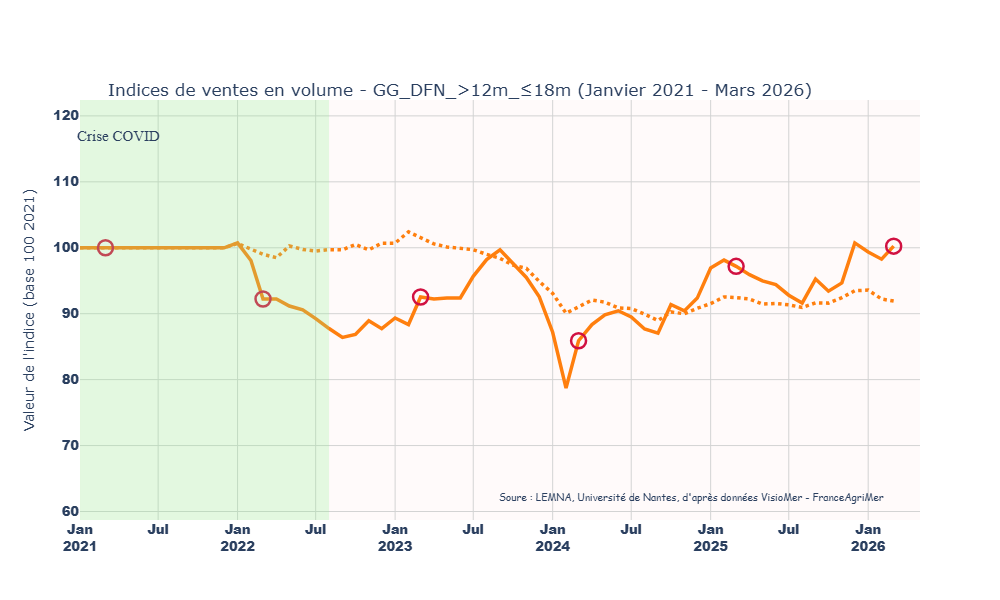 Indices de ventes en volume - GG_DFN_>12m_≤18m (Janvier 2021 - Mars 2026)
Crise COVID
Valeur de l'indice (base 100 2021)
120
110
100
90
80
70
60
Soure : LEMNA, Université de Nantes, d'après données VisioMer - FranceAgriMer
Jan Jul Jan Jul Jan Jul Jan Jul Jan Jul Jan
2021 2022 2023 2024 2025 2026